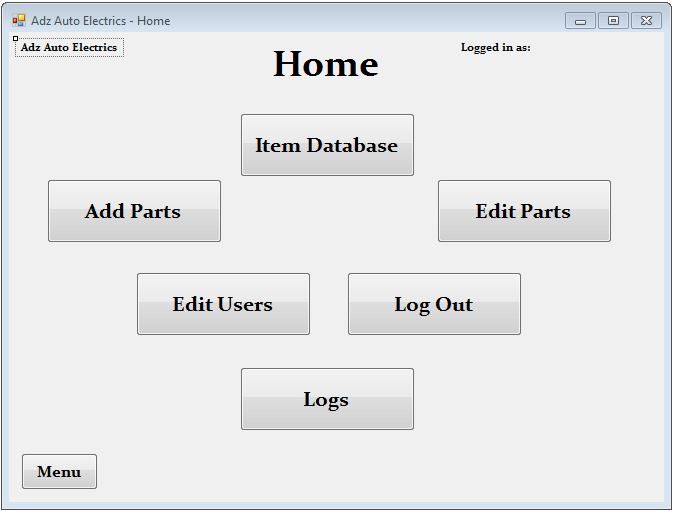 Adz Auto Electrics - Home
Adz Auto Electrics
Logged in as:
Home
Item Database
Add Parts
Edit Parts
Edit Users
Log Out
Logs
Menu